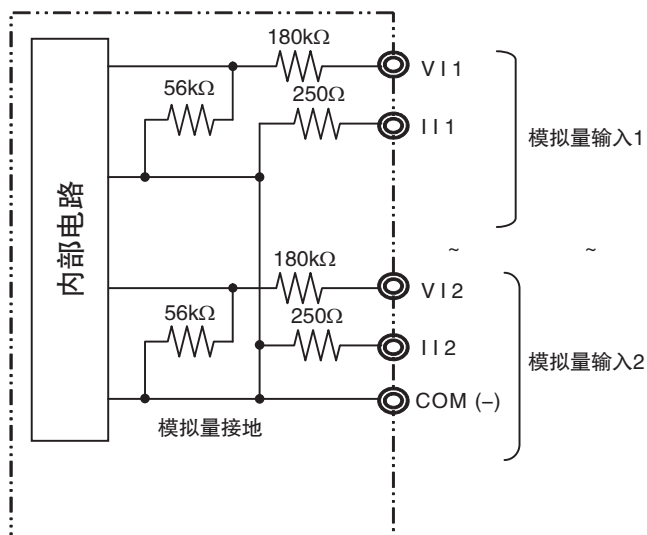 180kΩ
VI1
56kΩ
250Ω
II1
模拟量输入1
内部电路
~ ~
180kΩ
VI2
56kΩ
250Ω
II2
模拟量输入2
COM (–)
模拟量接地